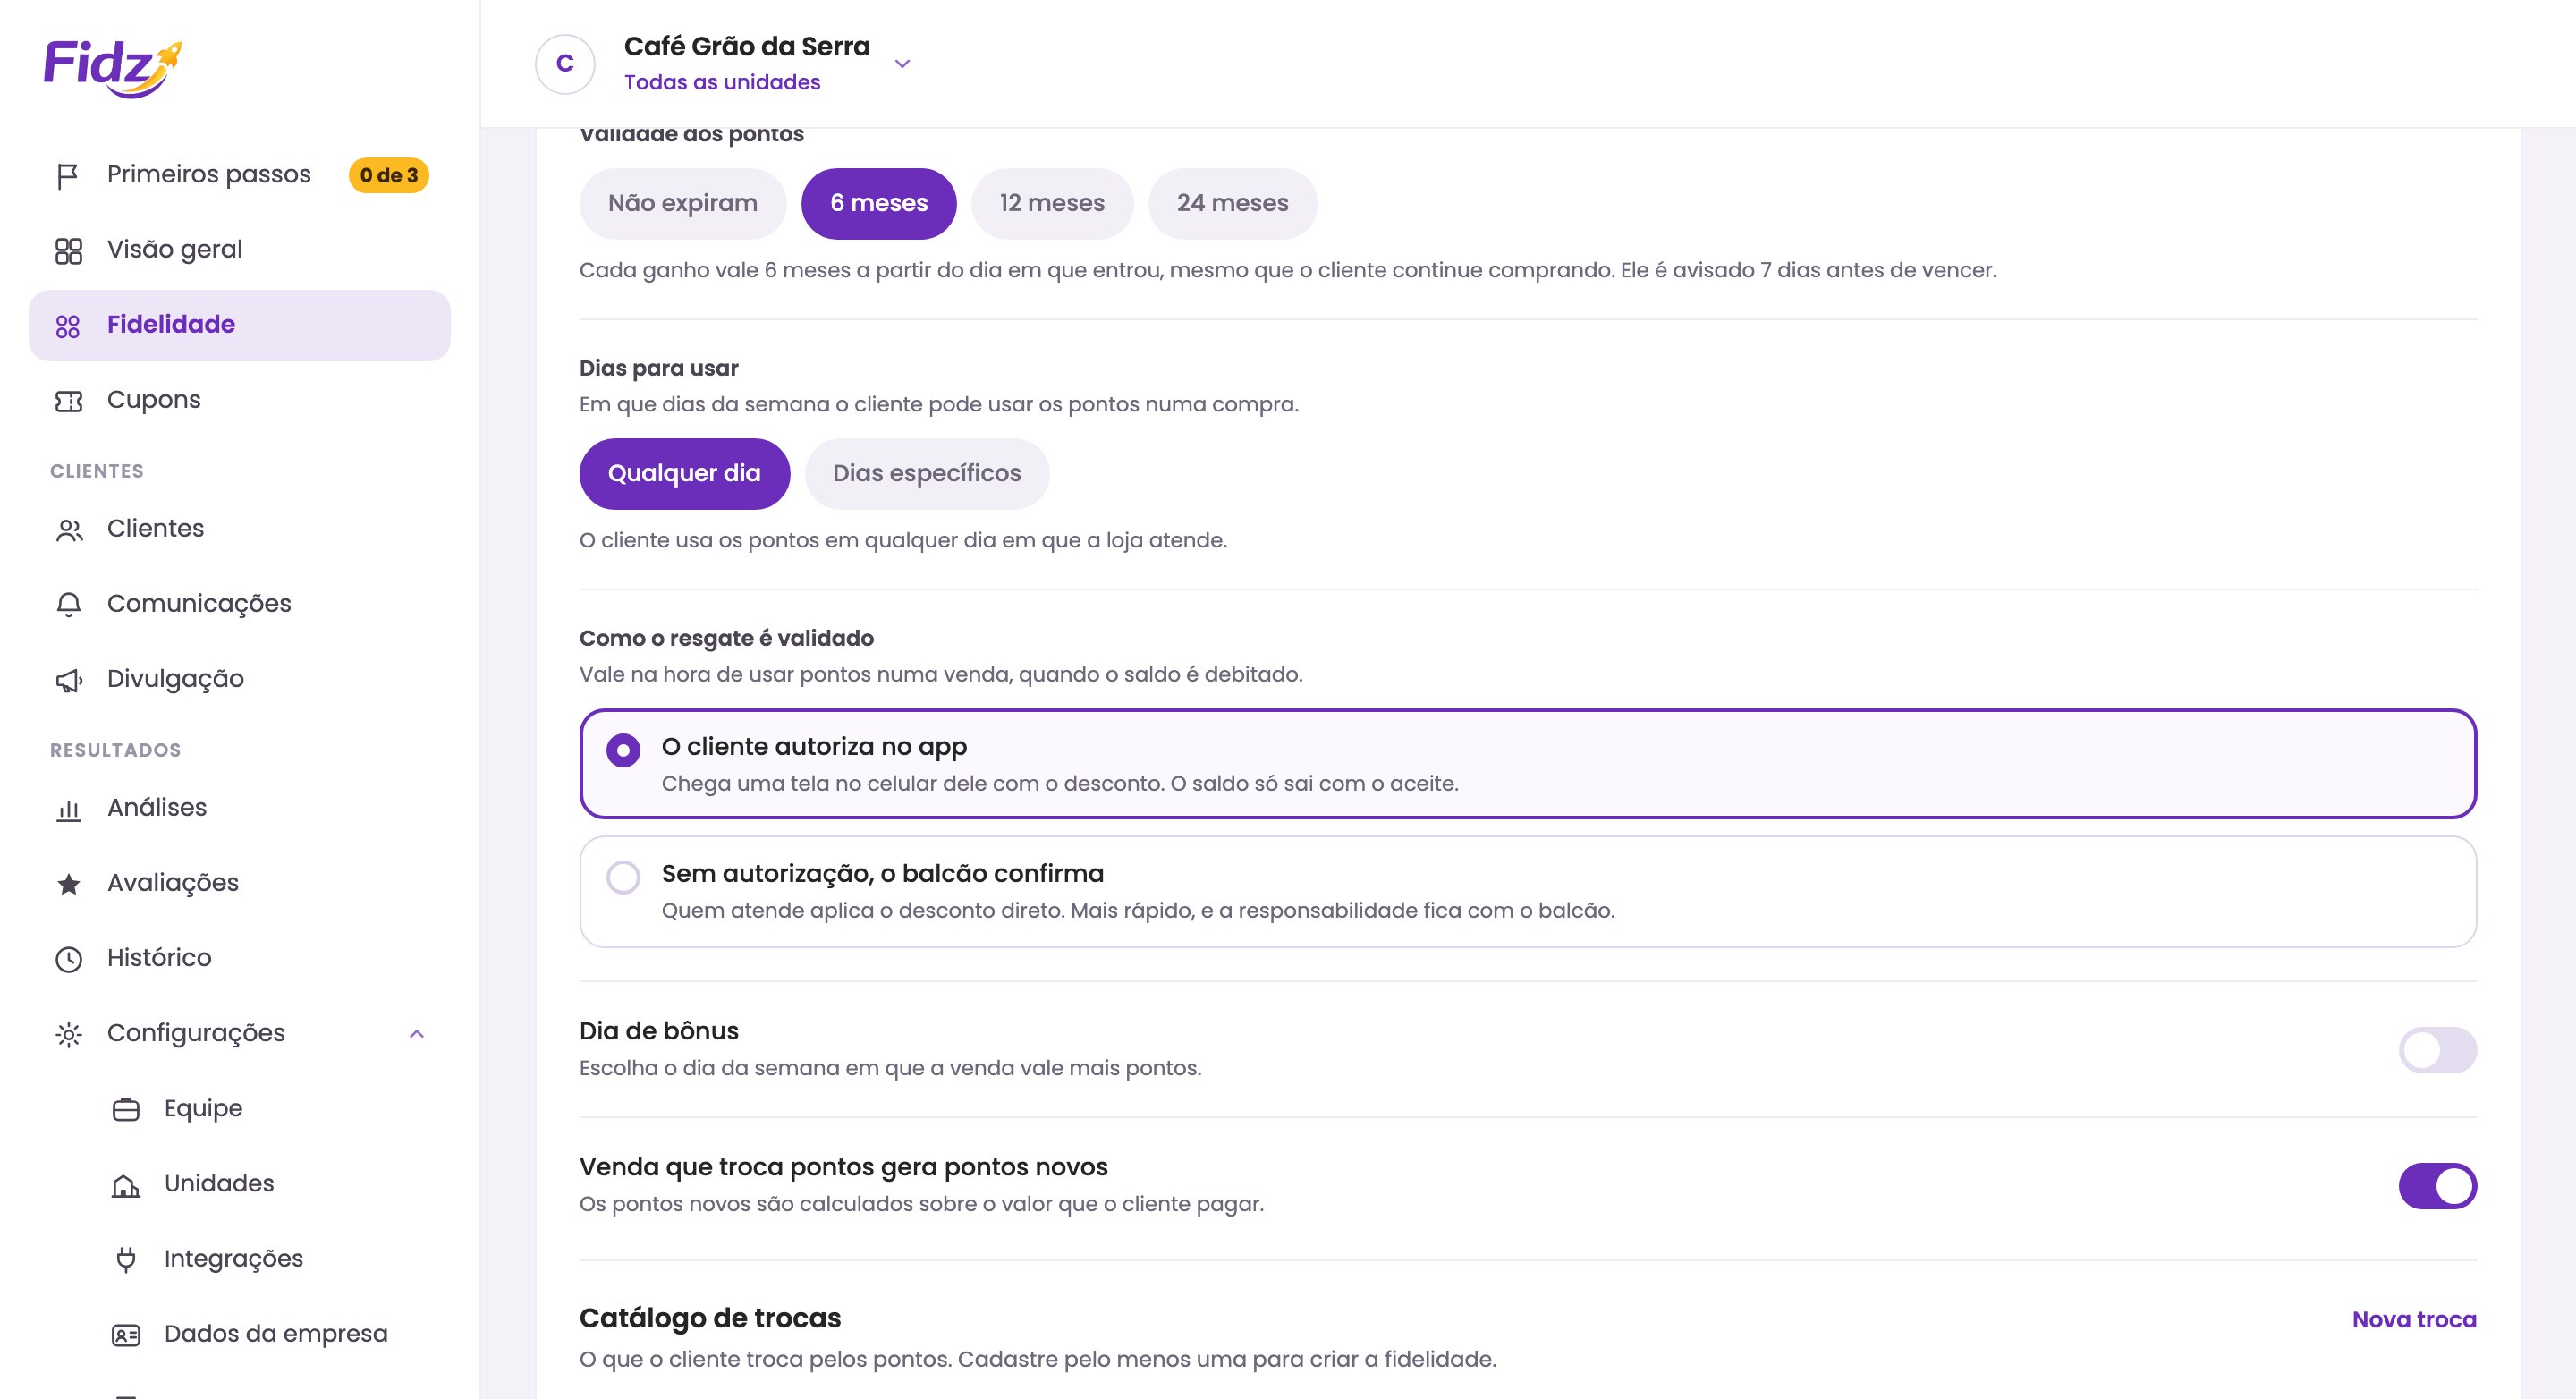 Fidz
Café Grão da Serra
Todas as unidades
C
Primeiros passos
0 de 3
Visão geral
Fidelidade
Cupons
CLIENTES
Clientes
Comunicações
Divulgação
RESULTADOS
Análises
Avaliações
Histórico
Configurações
Equipe
Unidades
Integrações
Dados da empresa
Validade dos pontos
Não expiram
6 meses
12 meses
24 meses
Cada ganho vale 6 meses a partir do dia em que entrou, mesmo que o cliente continue comprando. Ele é avisado 7 dias antes de vencer.
Dias para usar
Em que dias da semana o cliente pode usar os pontos numa compra.
Qualquer dia
Dias específicos
O cliente usa os pontos em qualquer dia em que a loja atende.
Como o resgate é validado
Vale na hora de usar pontos numa venda, quando o saldo é debitado.
O cliente autoriza no app
Chega uma tela no celular dele com o desconto. O saldo só sai com o aceite.
Sem autorização, o balcão confirma
Quem atende aplica o desconto direto. Mais rápido, e a responsabilidade fica com o balcão.
Dia de bônus
Escolha o dia da semana em que a venda vale mais pontos.
Venda que troca pontos gera pontos novos
Os pontos novos são calculados sobre o valor que o cliente pagar.
Catálogo de trocas
Nova troca
O que o cliente troca pelos pontos. Cadastre pelo menos uma para criar a fidelidade.